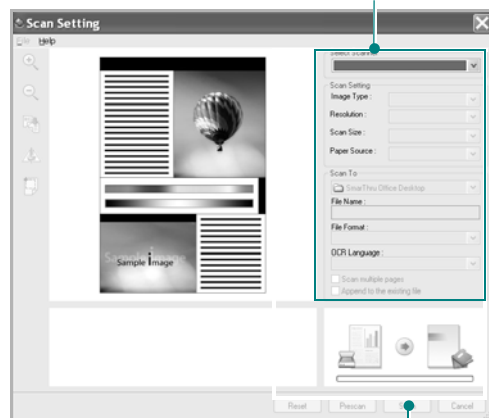 Scan Setting
File Help
Select Scanner
Scan Setting
Image Type :
Resolution :
Scan Size :
Paper Source :
Scan To
SmarThru Office Desktop
File Name :
File Format :
OCR Language :
Scan multiple pages
Append to the existing file
Sample image
Reset Prescan Cancel